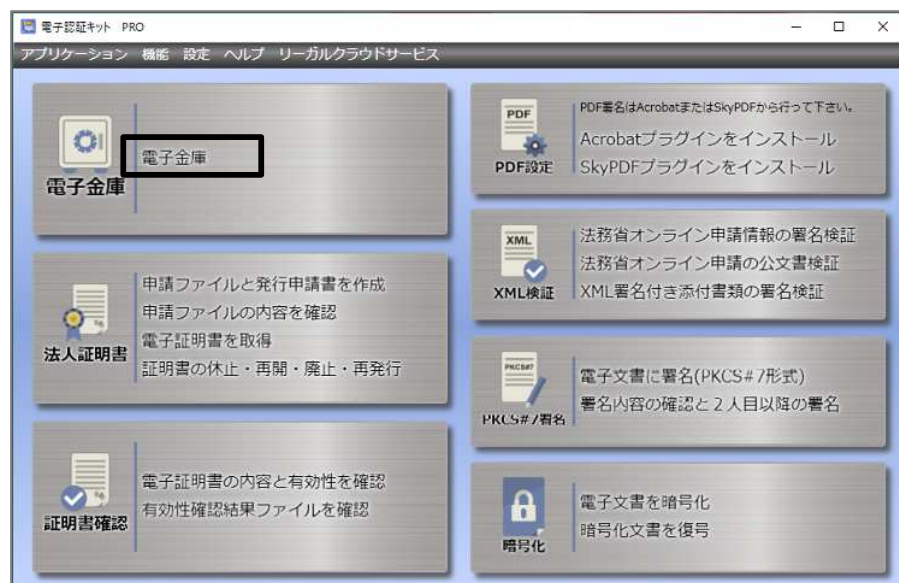 電子認証キット PRO
アプリケーション 機能 設定 ヘルプ リーガルクラウドサービス
電子金庫
電子金庫
申請ファイルと発行申請書を作成
申請ファイルの内容を確認
電子証明書を取得
証明書の休止・再開・廃止・再発行
法人証明書
電子証明書の内容と有効性を確認
有効性確認結果ファイルを確認
証明書確認
PDF
PDF設定
PDF署名はAcrobatまたはSkyPDFから行って下さい。
Acrobatプラグインをインストール
SkyPDFプラグインをインストール
XML
XML検証
法務省オンライン申請情報の署名検証
法務省オンライン申請の公文書検証
XML署名付き添付書類の署名検証
PKCS#7
PKCS#7署名
電子文書に署名(PKCS#7形式)
署名内容の確認と2人目以降の署名
電子文書を暗号化
暗号化文書を復号
暗号化